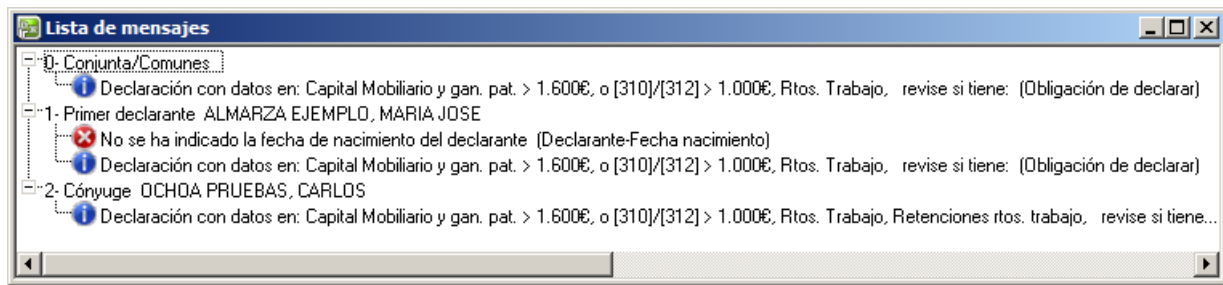 Lista de mensajes
0- Conjunta/Comunes
Declaración con datos en: Capital Mobiliario y gan. pat. > 1.600€, o [310]/[312] > 1.000€, Rtos. Trabajo,   revise si tiene:  (Obligación de declarar)
1- Primer declarante  ALMARZA EJEMPLO, MARIA JOSE
No se ha indicado la fecha de nacimiento del declarante  (Declarante-Fecha nacimiento)
Declaración con datos en: Capital Mobiliario y gan. pat. > 1.600€, o [310]/[312] > 1.000€, Rtos. Trabajo,   revise si tiene:  (Obligación de declarar)
2- Cónyuge  OCHOA PRUEBAS, CARLOS
Declaración con datos en: Capital Mobiliario y gan. pat. > 1.600€, o [310]/[312] > 1.000€, Rtos. Trabajo, Retenciones rtos. trabajo,   revise si tiene...